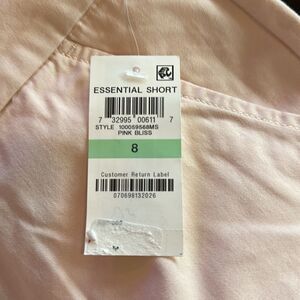 ESSENTIAL SHORT
7 32995 00611 7
STYLE 100059568MS
PINK BLISS
8
Customer Return Label
070698132026